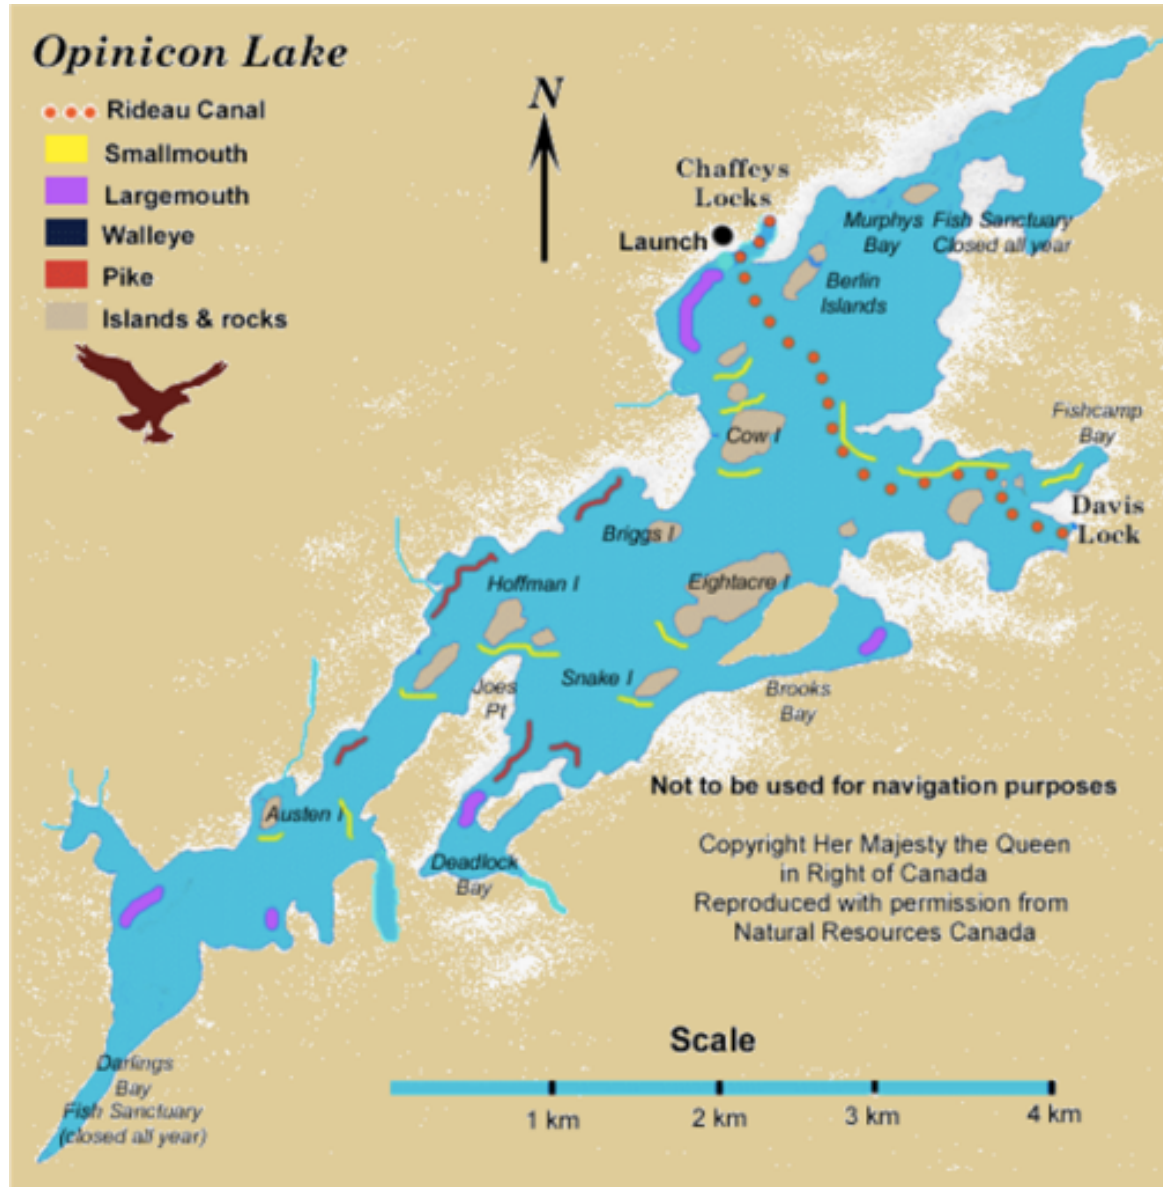 Opinicon Lake
Rideau Canal
Smallmouth
Largemouth
Walleye
Pike
Islands & rocks
N
Chaffeys
Locks
Launch
Murphys
Bay
Fish Sanctuary
Closed all year
Berlin
Islands
Fishcamp
Bay
Cow I
Davis
Lock
Briggs I
Hoffman I
Eightacre I
Snake I
Joes
Pt
Brooks
Bay
Austen I
Deadlock
Bay
Not to be used for navigation purposes
Copyright Her Majesty the Queen
in Right of Canada
Reproduced with permission from
Natural Resources Canada
Darlings
Bay
Fish Sanctuary
(closed all year)
Scale
1 km
2 km
3 km
4 km